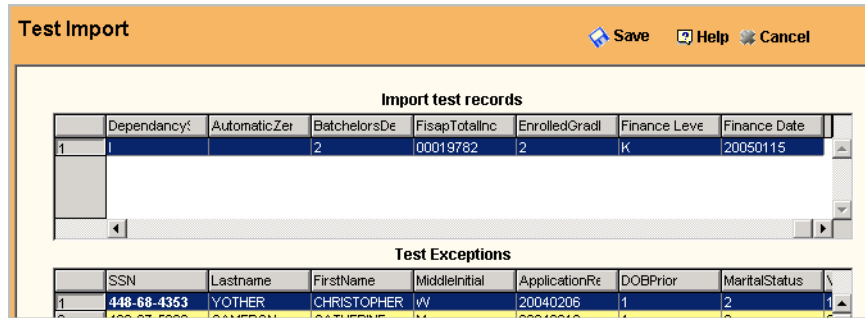 Test Import Save Help Cancel
Import test records
DependancyS AutomaticZer BatchelorsDe FisapTotalInc EnrolledGradI Finance Leve Finance Date
1 I 2 00019782 2 K 20050115
Test Exceptions
SSN Lastname FirstName MiddleInitial ApplicationRe DOBPrior MaritalStatus
1 448-68-4353 YOTHER CHRISTOPHER W 20040206 1 2 1